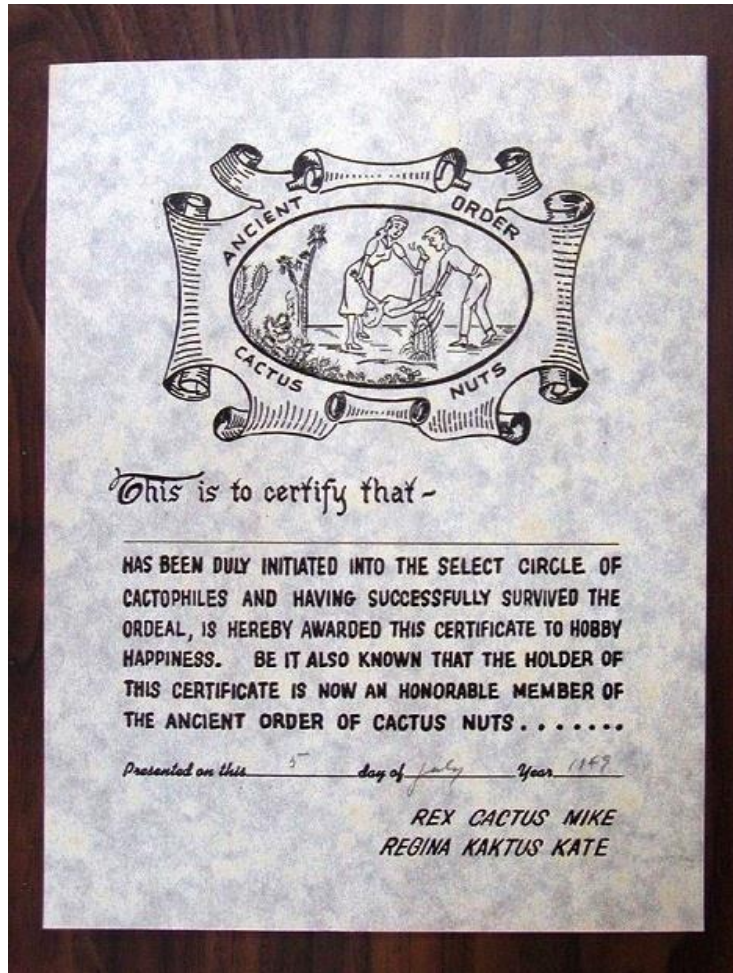 ANCIENT ORDER
CACTUS NUTS
This is to certify that~
HAS BEEN DULY INITIATED INTO THE SELECT CIRCLE OF
CACTOPHILES AND HAVING SUCCESSFULLY SURVIVED THE
ORDEAL, IS HEREBY AWARDED THIS CERTIFICATE TO HOBBY
HAPPINESS. BE IT ALSO KNOWN THAT THE HOLDER OF
THIS CERTIFICATE IS NOW AN HONORABLE MEMBER OF
THE ANCIENT ORDER OF CACTUS NUTS.......
Presented on this 5 day of July Year 1949
REX CACTUS MIKE
REGINA KAKTUS KATE